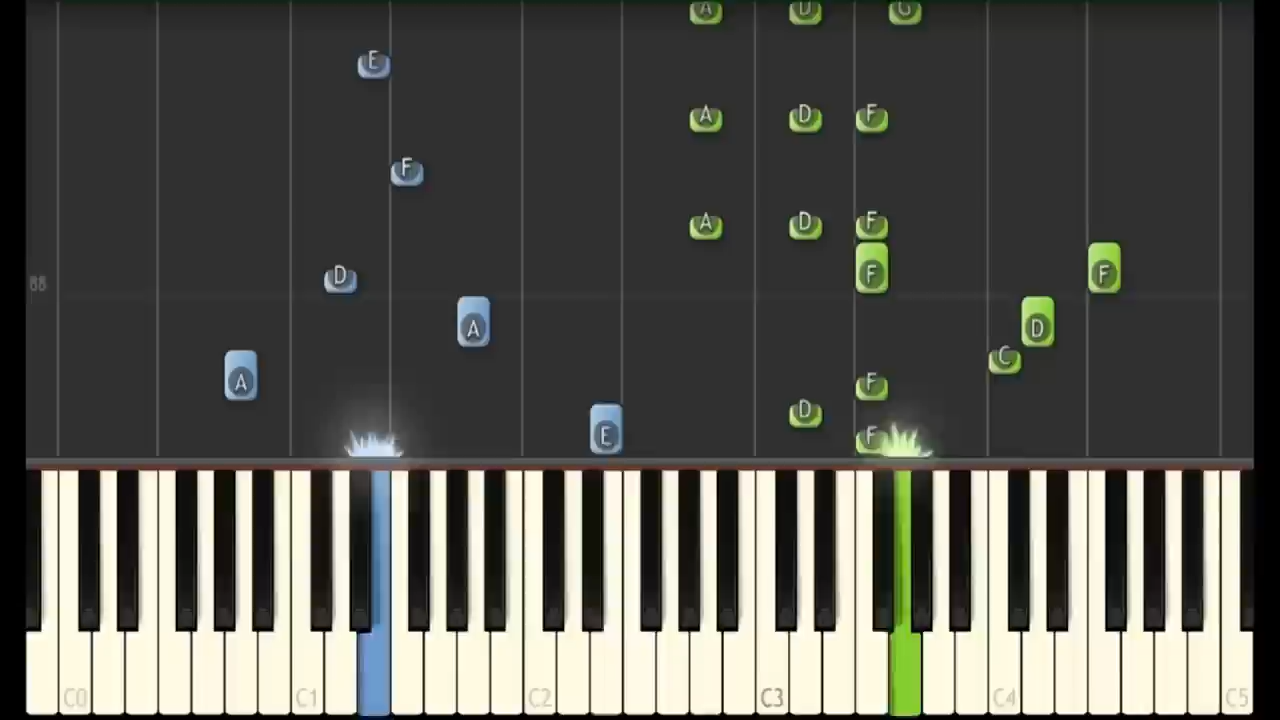 A D G
E
A D F
F
A D F
F F
D
88
A D
C
A F
D
E F
C0 C1 C2 C3 C4 C5